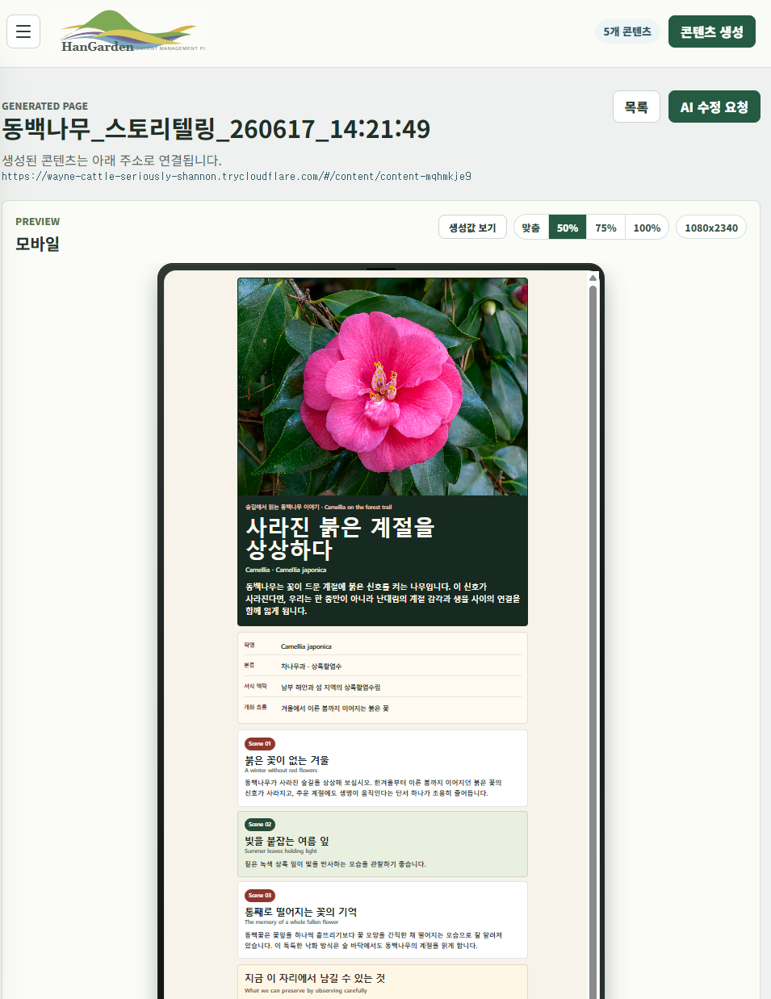 HanGarden
CONTENT MANAGEMENT PL
5개 콘텐츠
콘텐츠 생성
GENERATED PAGE
동백나무_스토리텔링_260617_14:21:49
목록
AI 수정 요청
생성된 콘텐츠는 아래 주소로 연결됩니다.
https://wayne-cattle-seriously-shannon.trycloudflare.com/#/content/content-mqhmkje9
PREVIEW
모바일
생성값 보기
맞춤
50%
75%
100%
1080x2340
숲길에서 읽는 동백나무 이야기 · Camellia on the forest trail
사라진 붉은 계절을
상상하다
Camellia · Camellia japonica
동백나무는 꽃이 드문 계절에 붉은 신호를 켜는 나무입니다. 이 신호가
사라진다면, 우리는 한 종만이 아니라 난대림의 계절 감각과 생물 사이의 연결을
함께 잃게 됩니다.
학명
Camellia japonica
분류
차나무과 · 상록활엽수
서식 맥락
남부 해안과 섬 지역의 상록활엽수림
개화 흐름
겨울에서 이른 봄까지 이어지는 붉은 꽃
Scene 01
붉은 꽃이 없는 겨울
A winter without red flowers
동백나무가 사라진 숲길을 상상해 보십시오. 한겨울부터 이른 봄까지 이어지던 붉은 꽃의
신호가 사라지고, 추운 계절에도 생명이 움직인다는 단서 하나가 조용히 줄어듭니다.
Scene 02
빛을 붙잡는 여름 잎
Summer leaves holding light
짙은 녹색 상록 잎이 빛을 반사하는 모습을 관찰하기 좋습니다.
Scene 03
통째로 떨어지는 꽃의 기억
The memory of a whole fallen flower
동백꽃은 꽃잎을 하나씩 흩뜨리기보다 꽃 모양을 간직한 채 떨어지는 모습으로 잘 알려져
있습니다. 이 독특한 낙화 방식은 숲 바닥에서도 동백나무의 계절을 읽게 합니다.
지금 이 자리에서 남길 수 있는 것
What we can preserve by observing carefully